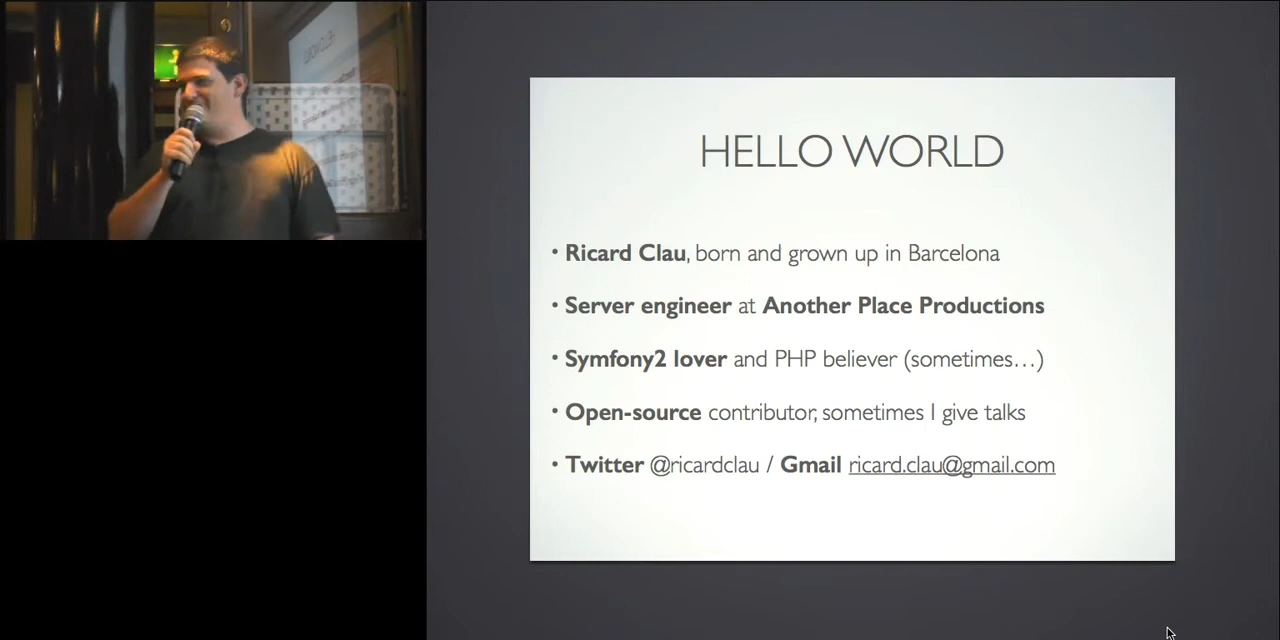 HELLO WORLD
• Ricard Clau, born and grown up in Barcelona
• Server engineer at Another Place Productions
• Symfony2 lover and PHP believer (sometimes…)
• Open-source contributor, sometimes I give talks
• Twitter @ricardclau / Gmail ricard.clau@gmail.com